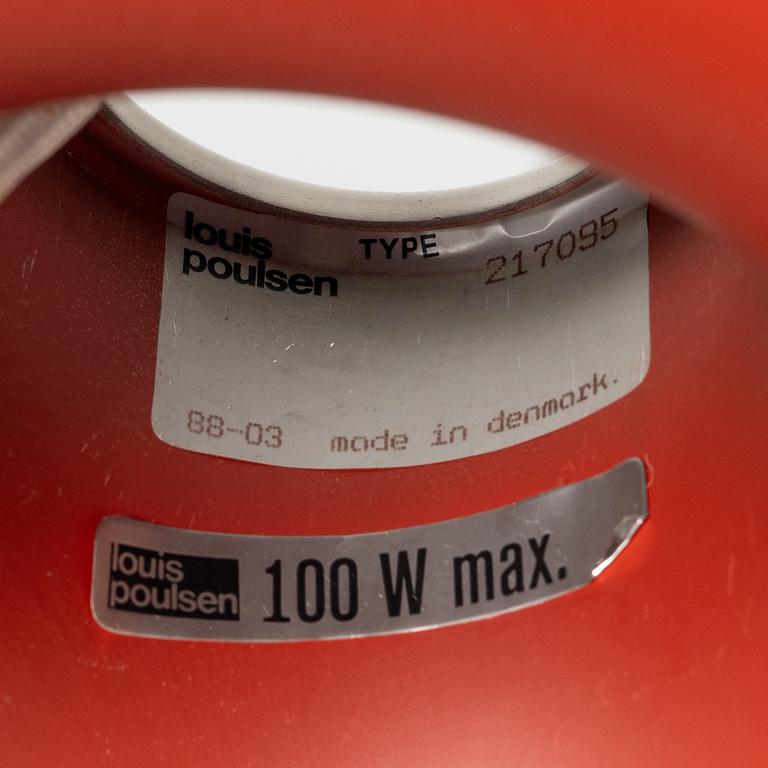 louis
poulsen
TYPE
217095
88-03 made in denmark.
louis
poulsen
100 W max.